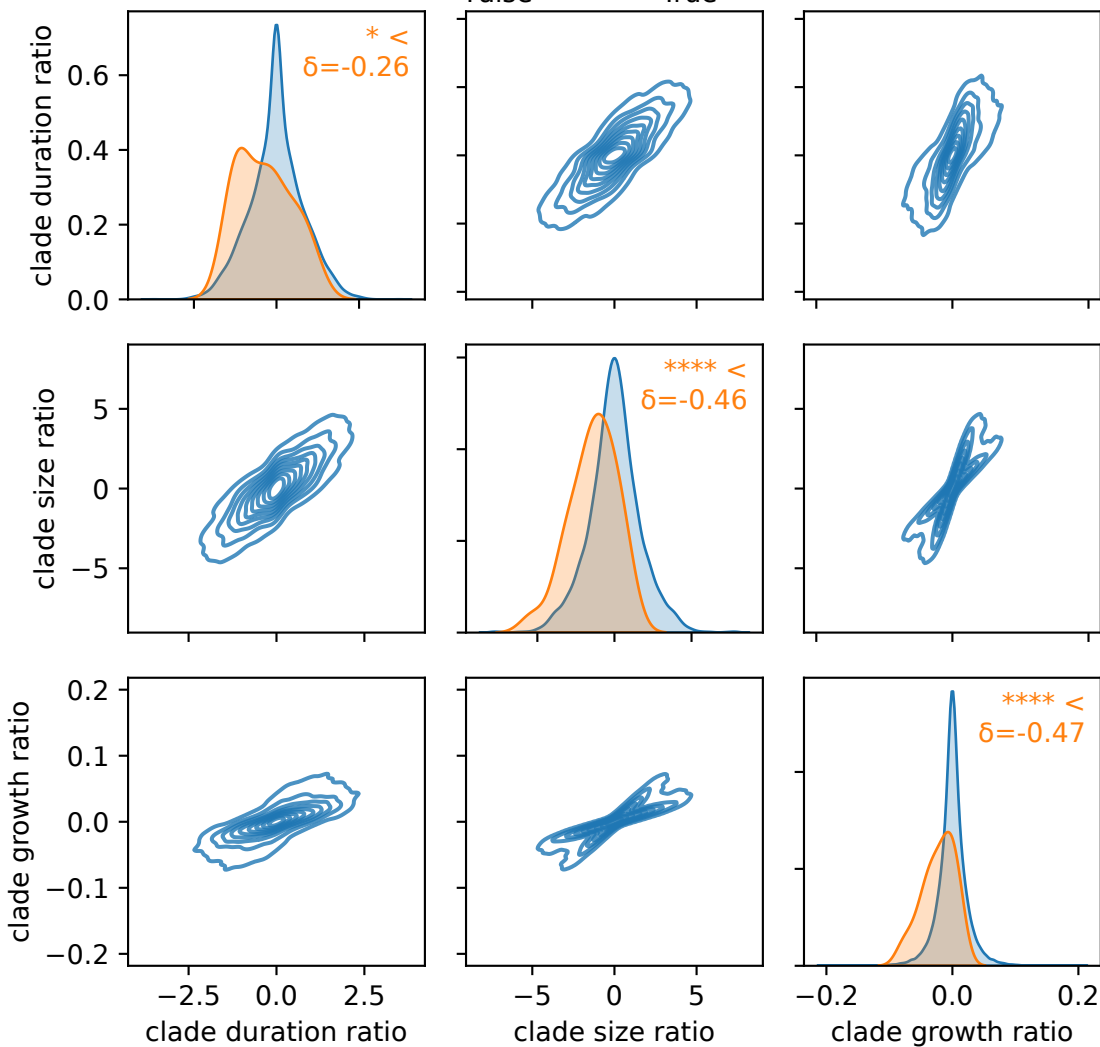 True
* <
δ=-0.26
clade duration ratio
0.6
0.4
0.2
0.0
**** <
δ=-0.46
clade size ratio
5
0
−5
**** <
δ=-0.47
clade growth ratio
0.2
0.1
0.0
−0.1
−0.2
−2.5 0.0 2.5
−5 0 5
−0.2 0.0 0.2
clade duration ratio
clade size ratio
clade growth ratio